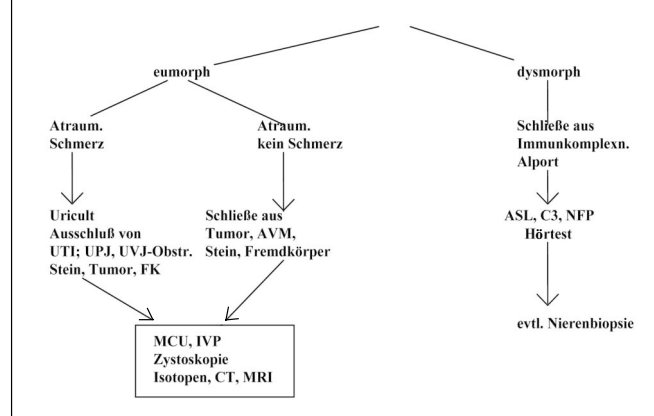 eumorph
dysmorph
Atraum.
Schmerz
Atraum.
kein Schmerz
Schließe aus
Immunkomplexn.
Alport
Uricult
Ausschluß von
UTI; UPJ, UVJ-Obstr.
Stein, Tumor, FK
Schließe aus
Tumor, AVM,
Stein, Fremdkörper
ASL, C3, NFP
Hörtest
evtl. Nierenbiopsie
MCU, IVP
Zystoskopie
Isotopen, CT, MRI